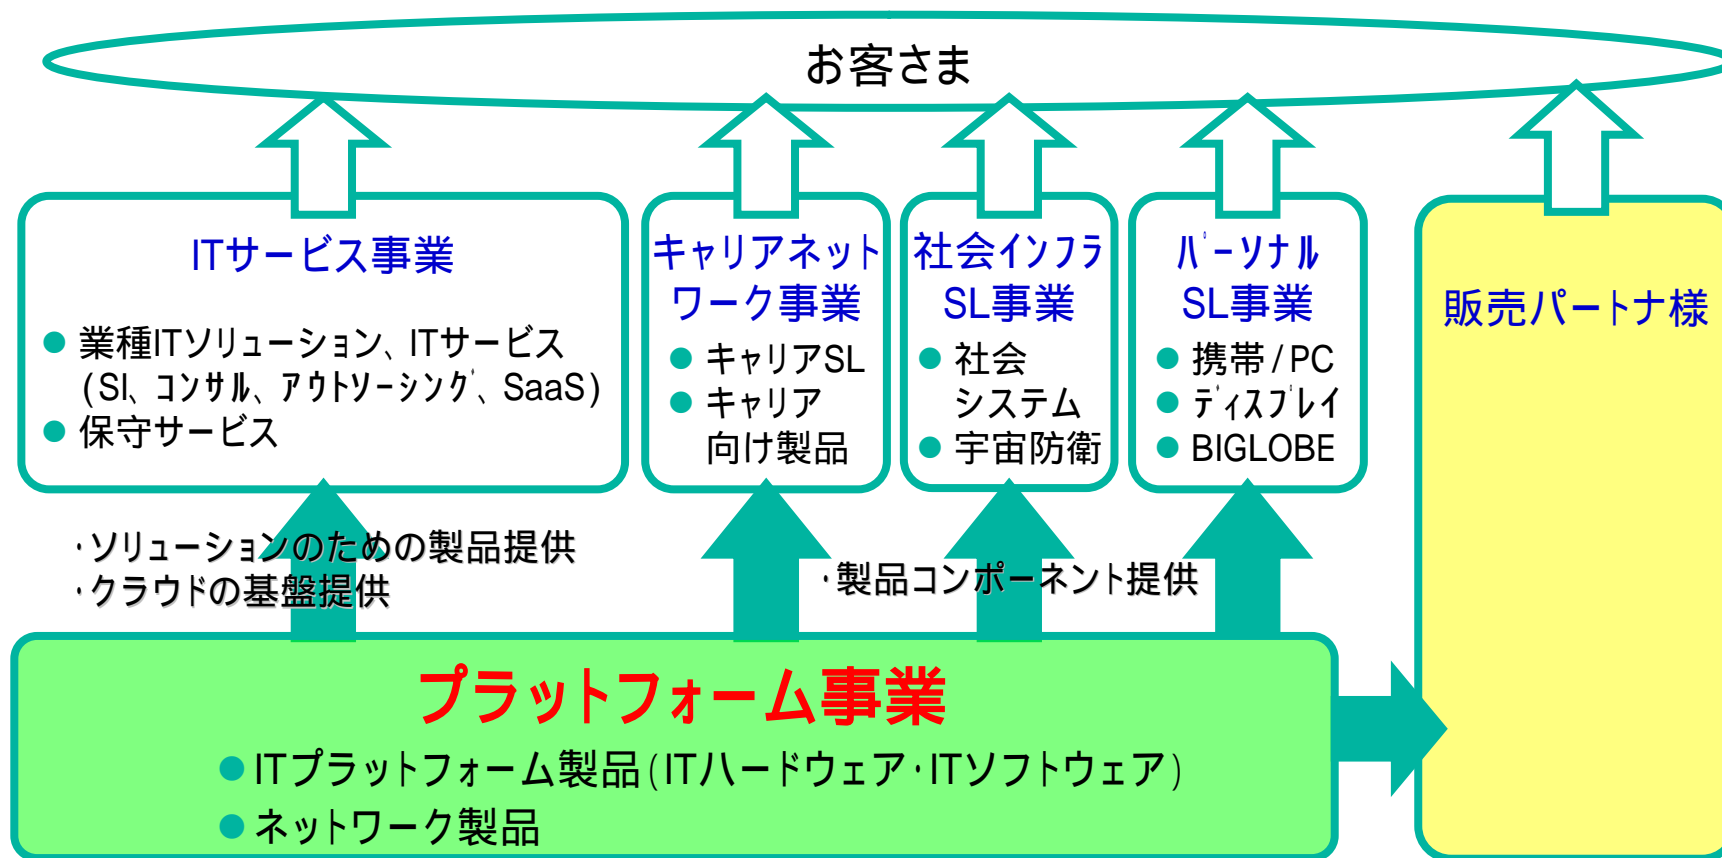 お客さま
ITサービス事業
● 業種ITソリューション、ITサービス
(SI、ｺﾝｻﾙ、ｱｳﾄｿｰｼﾝｸﾞ、SaaS)
● 保守サービス
キャリアネット
ワーク事業
● キャリアSL
● キャリア
向け製品
社会ｲﾝﾌﾗ
SL事業
● 社会
システム
● 宇宙防衛
ﾊﾟｰｿﾅﾙ
SL事業
● 携帯/PC
● ﾃﾞｨｽﾌﾟﾚｲ
● BIGLOBE
販売パートナ様
・ソリューションのための製品提供
・クラウドの基盤提供
・製品コンポーネント提供
プラットフォーム事業
● ITプラットフォーム製品(ITハードウェア・ITソフトウェア)
● ネットワーク製品